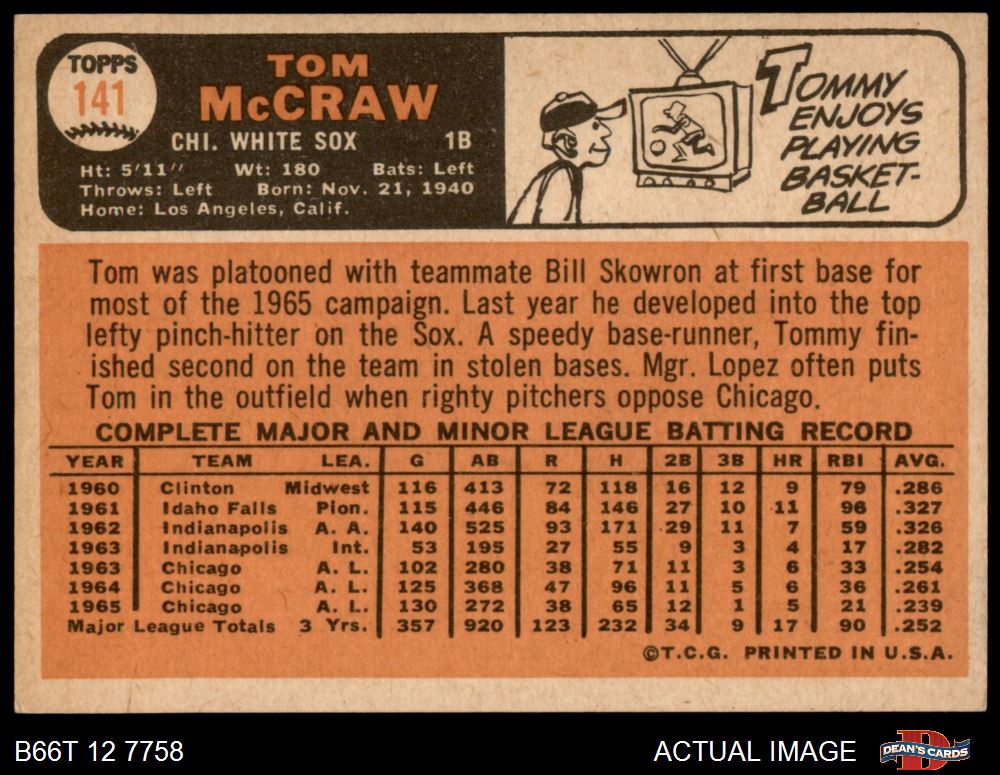 TOPPS
141
TOM
McCRAW
CHI. WHITE SOX 1B
Ht: 5'11" Wt: 180 Bats: Left
Throws: Left Born: Nov. 21, 1940
Home: Los Angeles, Calif.
TOMMY
ENJOYS
PLAYING
BASKET-
BALL
Tom was platooned with teammate Bill Skowron at first base for
most of the 1965 campaign. Last year he developed into the top
lefty pinch-hitter on the Sox. A speedy base-runner, Tommy fin-
ished second on the team in stolen bases. Mgr. Lopez often puts
Tom in the outfield when righty pitchers oppose Chicago.
COMPLETE MAJOR AND MINOR LEAGUE BATTING RECORD
YEAR TEAM LEA. G AB R H 2B 3B HR RBI AVG.
1960 Clinton Midwest 116 413 72 118 16 12 9 79 .286
1961 Idaho Falls Pion. 115 446 84 146 27 10 11 96 .327
1962 Indianapolis A. A. 140 525 93 171 29 11 7 59 .326
1963 Indianapolis Int. 53 195 27 55 9 3 4 17 .282
1963 Chicago A. L. 102 280 38 71 11 3 6 33 .254
1964 Chicago A. L. 125 368 47 96 11 5 6 36 .261
1965 Chicago A. L. 130 272 38 65 12 1 5 21 .239
Major League Totals 3 Yrs. 357 920 123 232 34 9 17 90 .252
©T.C.G. PRINTED IN U.S.A.
B66T 12 7758 ACTUAL IMAGE DEAN'S CARDS